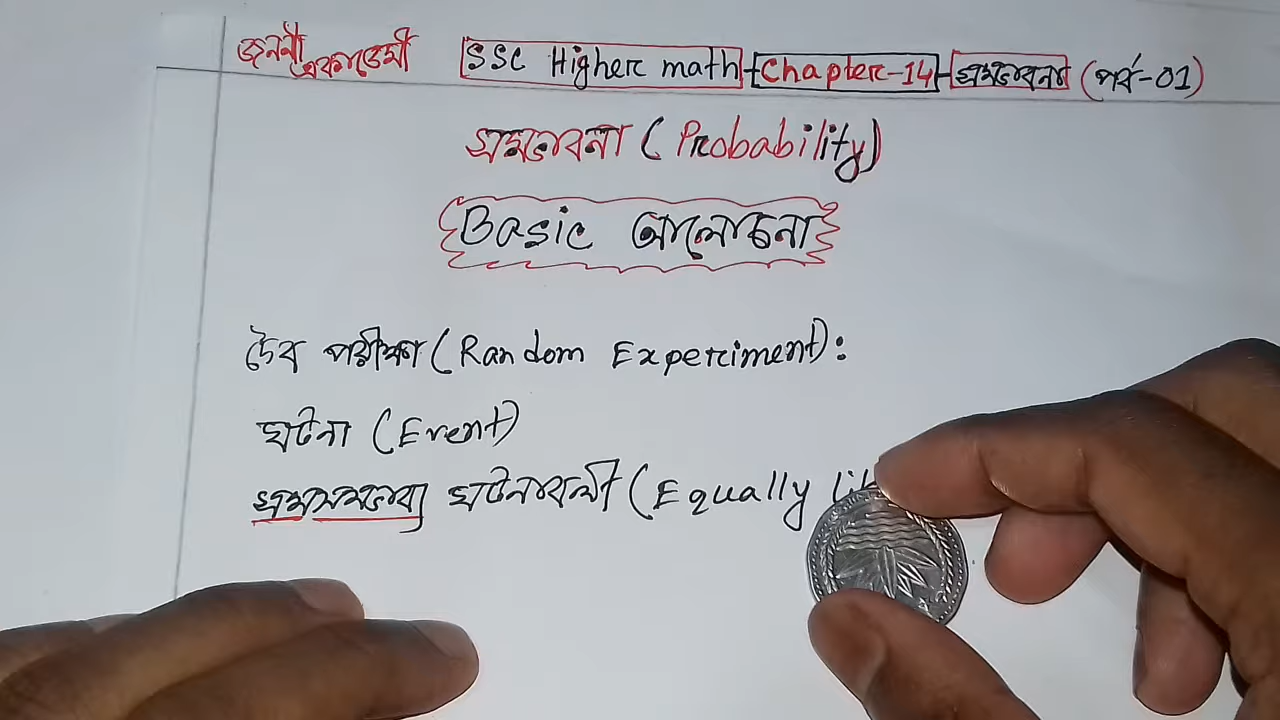 জননী একাডেমী
SSC Higher math - Chapter-14 - সম্ভাবনা (পর্ব-01)
সম্ভাবনা (Probability)
Basic আলোচনা
দৈব পরীক্ষা (Random Experiment):
ঘটনা (Event)
সমসম্ভাব্য ঘটনাবলী (Equally